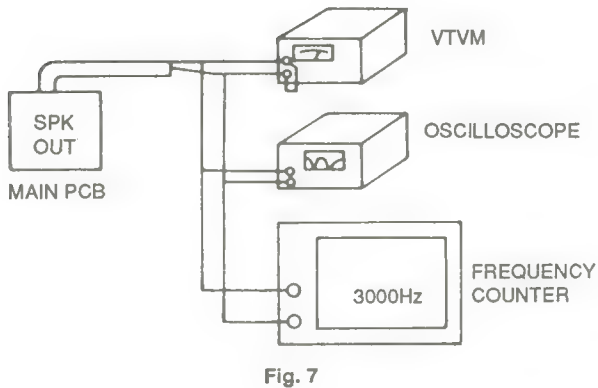 VTVM
SPK
OUT
OSCILLOSCOPE
MAIN PCB
3000Hz
FREQUENCY
COUNTER
Fig. 7